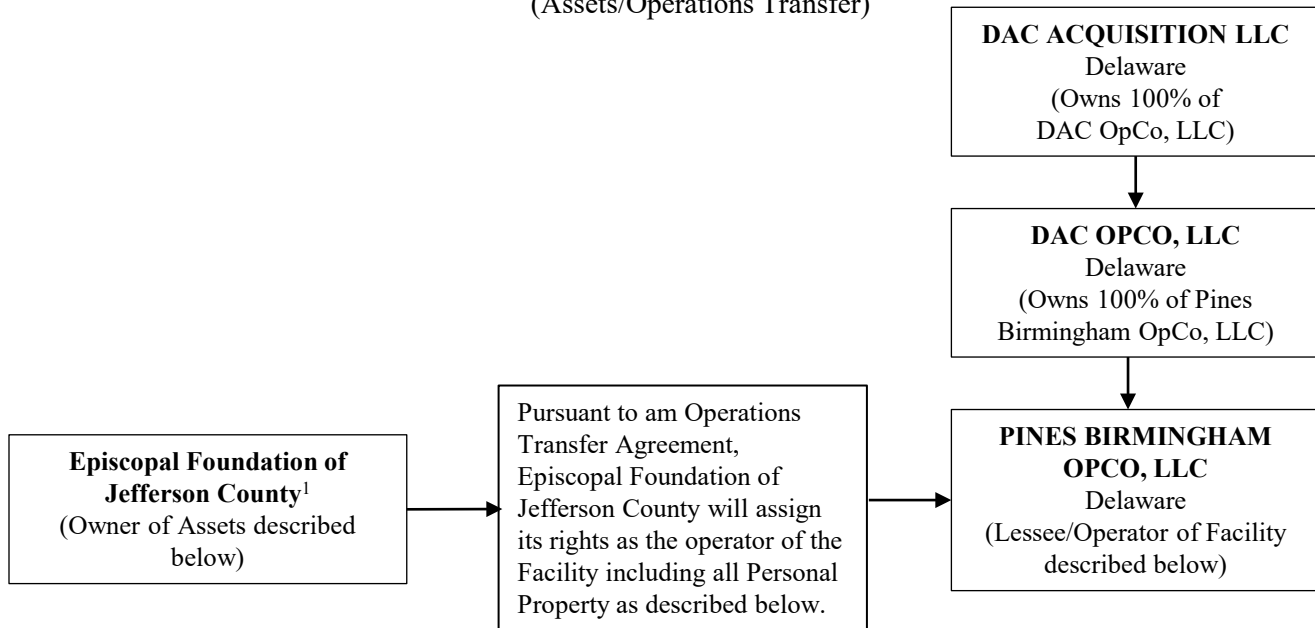 (Assets/Operations Transfer)
DAC ACQUISITION LLC
Delaware
(Owns 100% of
DAC OpCo, LLC)
DAC OPCO, LLC
Delaware
(Owns 100% of Pines
Birmingham OpCo, LLC)
Episcopal Foundation of
Jefferson County¹
(Owner of Assets described
below)
Pursuant to am Operations
Transfer Agreement,
Episcopal Foundation of
Jefferson County will assign
its rights as the operator of the
Facility including all Personal
Property as described below.
PINES BIRMINGHAM
OPCO, LLC
Delaware
(Lessee/Operator of Facility
described below)